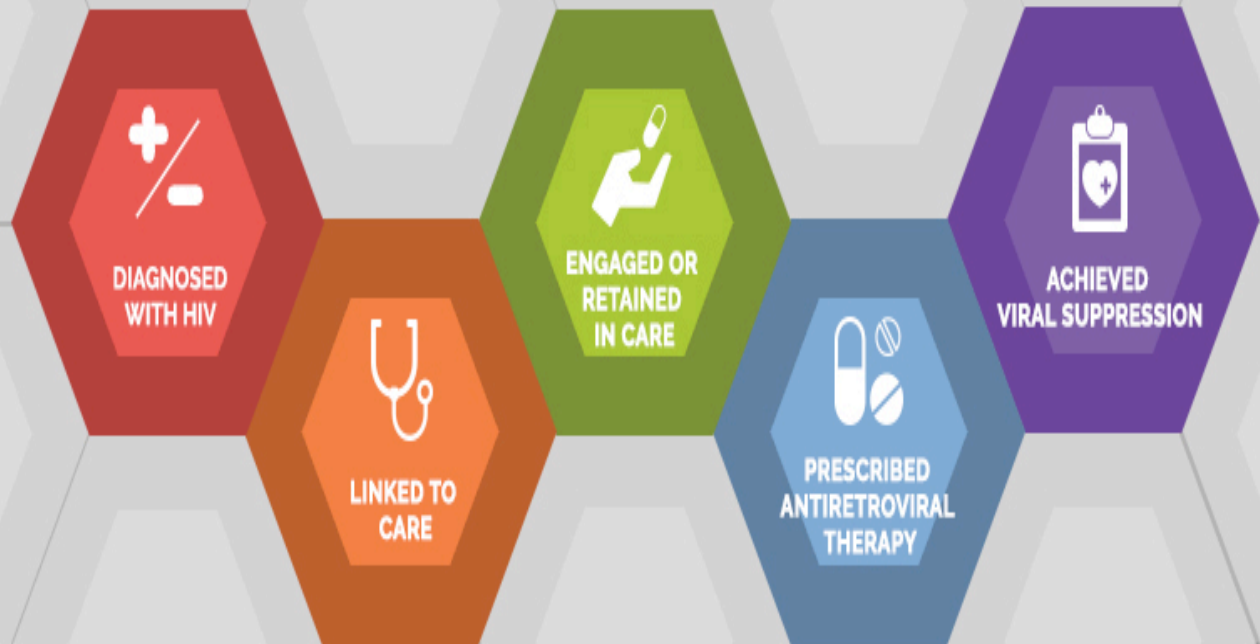 DIAGNOSED
WITH HIV
LINKED TO
CARE
ENGAGED OR
RETAINED
IN CARE
PRESCRIBED
ANTIRETROVIRAL
THERAPY
ACHIEVED
VIRAL SUPPRESSION